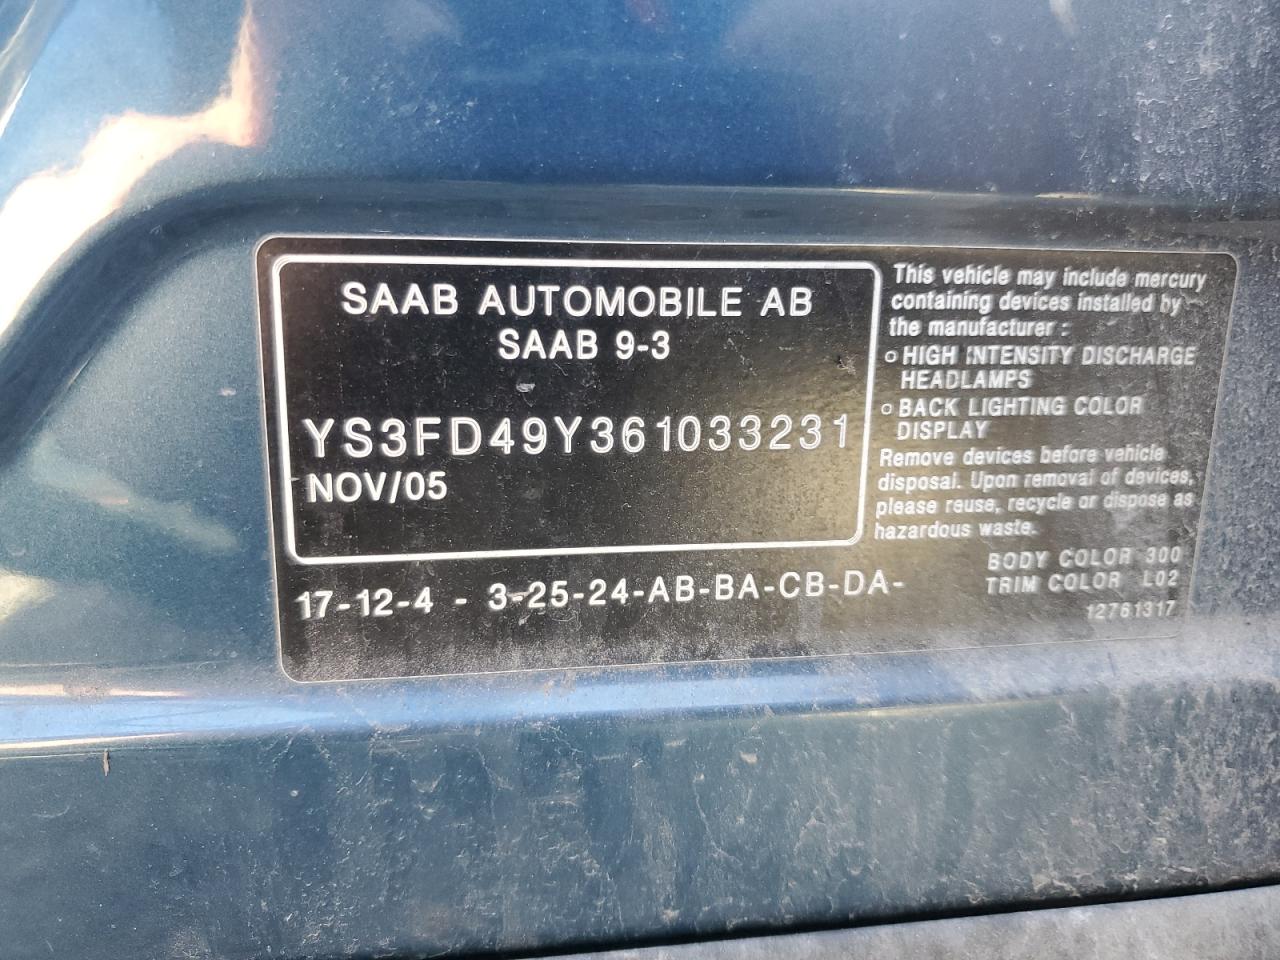 SAAB AUTOMOBILE AB
SAAB 9-3
YS3FD49Y361033231
NOV/05
17-12-4 - 3-25-24-AB-BA-CB-DA-
This vehicle may include mercury
containing devices installed by
the manufacturer :
o HIGH INTENSITY DISCHARGE
HEADLAMPS
o BACK LIGHTING COLOR
DISPLAY
Remove devices before vehicle
disposal. Upon removal of devices,
please reuse, recycle or dispose as
hazardous waste.
BODY COLOR 300
TRIM COLOR L02
12761317